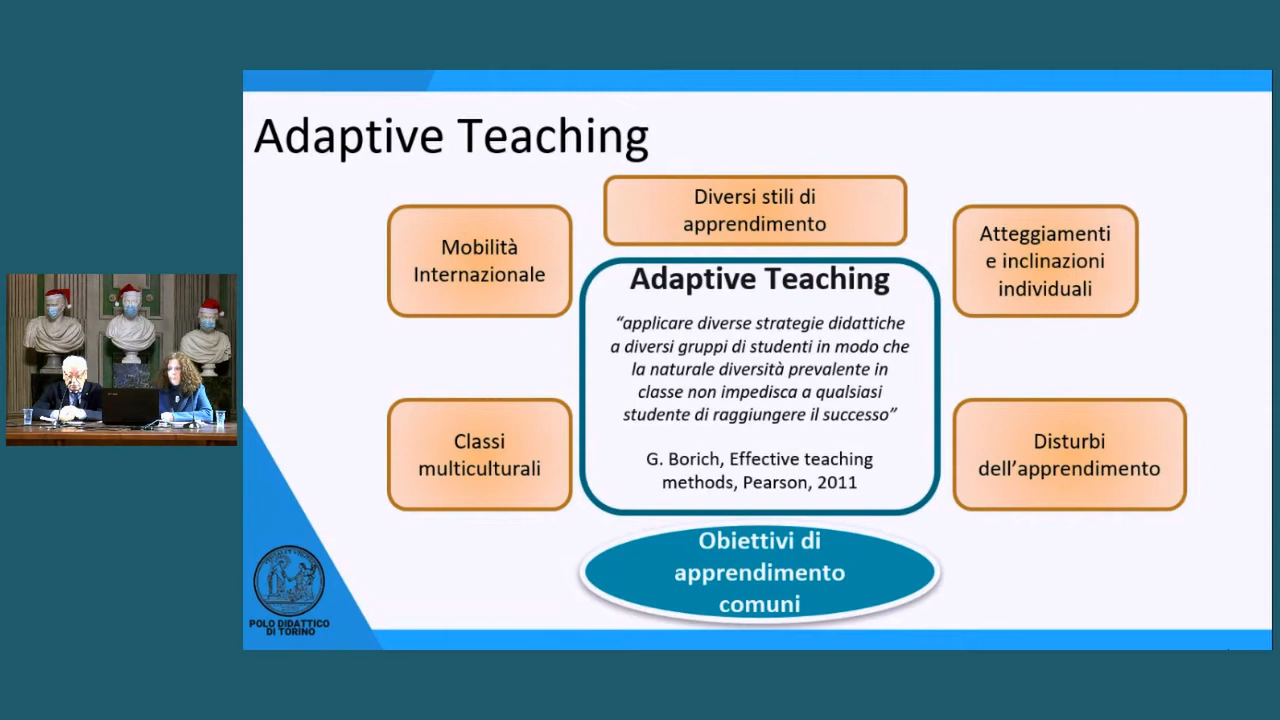 Adaptive Teaching
Diversi stili di
apprendimento
Mobilità
Internazionale
Atteggiamenti
e inclinazioni
individuali
Adaptive Teaching
“applicare diverse strategie didattiche
a diversi gruppi di studenti in modo che
la naturale diversità prevalente in
classe non impedisca a qualsiasi
studente di raggiungere il successo”
G. Borich, Effective teaching
methods, Pearson, 2011
Classi
multiculturali
Disturbi
dell’apprendimento
Obiettivi di
apprendimento
comuni
POLO DIDATTICO
DI TORINO